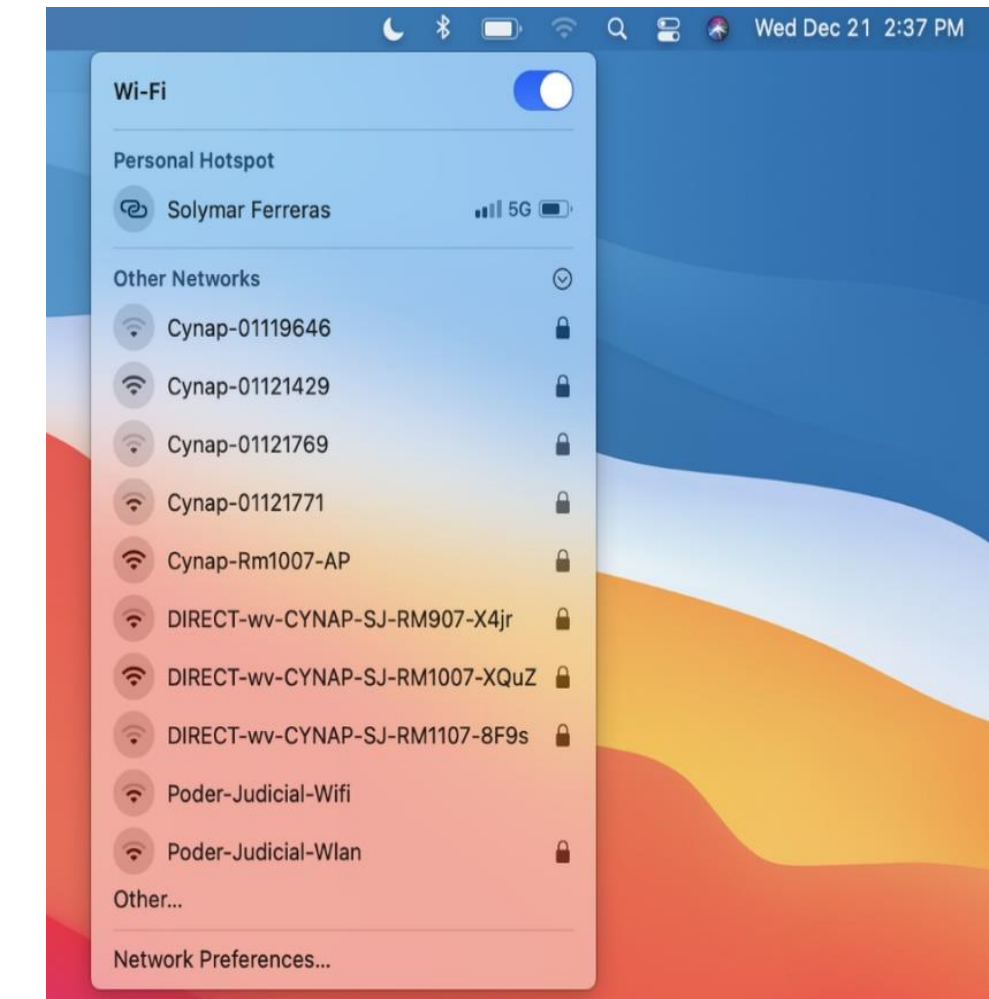 Wed Dec 21 2:37 PM
Wi-Fi
Personal Hotspot
Solymar Ferreras 5G
Other Networks
Cynap-01119646
Cynap-01121429
Cynap-01121769
Cynap-01121771
Cynap-Rm1007-AP
DIRECT-wv-CYNAP-SJ-RM907-X4jr
DIRECT-wv-CYNAP-SJ-RM1007-XQuZ
DIRECT-wv-CYNAP-SJ-RM1107-8F9s
Poder-Judicial-Wifi
Poder-Judicial-Wlan
Other...
Network Preferences...